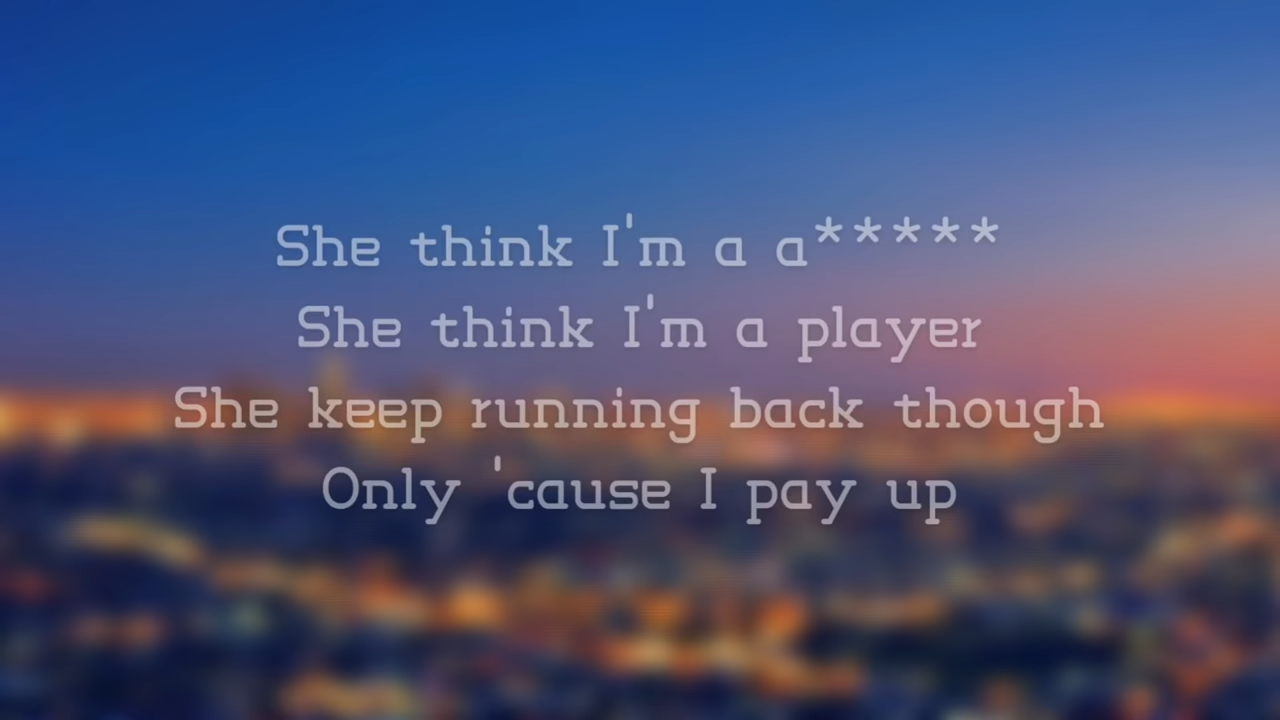 She think I'm a a*****
She think I'm a player
She keep running back though
Only 'cause I pay up